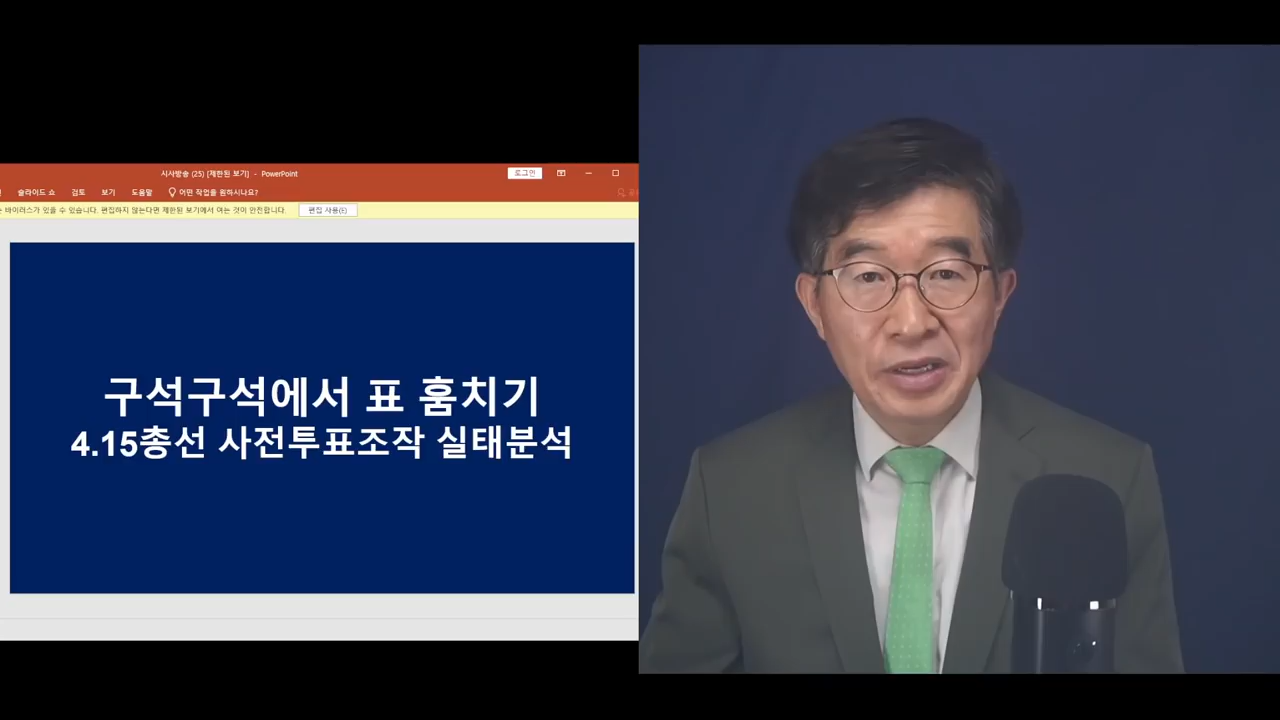 시사방송 (25) [제한된 보기] - PowerPoint
로그인
슬라이드 쇼 검토 보기 도움말 어떤 작업을 원하시나요?
바이러스가 있을 수 있습니다. 편집하지 않는다면 제한된 보기에서 여는 것이 안전합니다. 편집 사용(E)
구석구석에서 표 훔치기
4.15총선 사전투표조작 실태분석